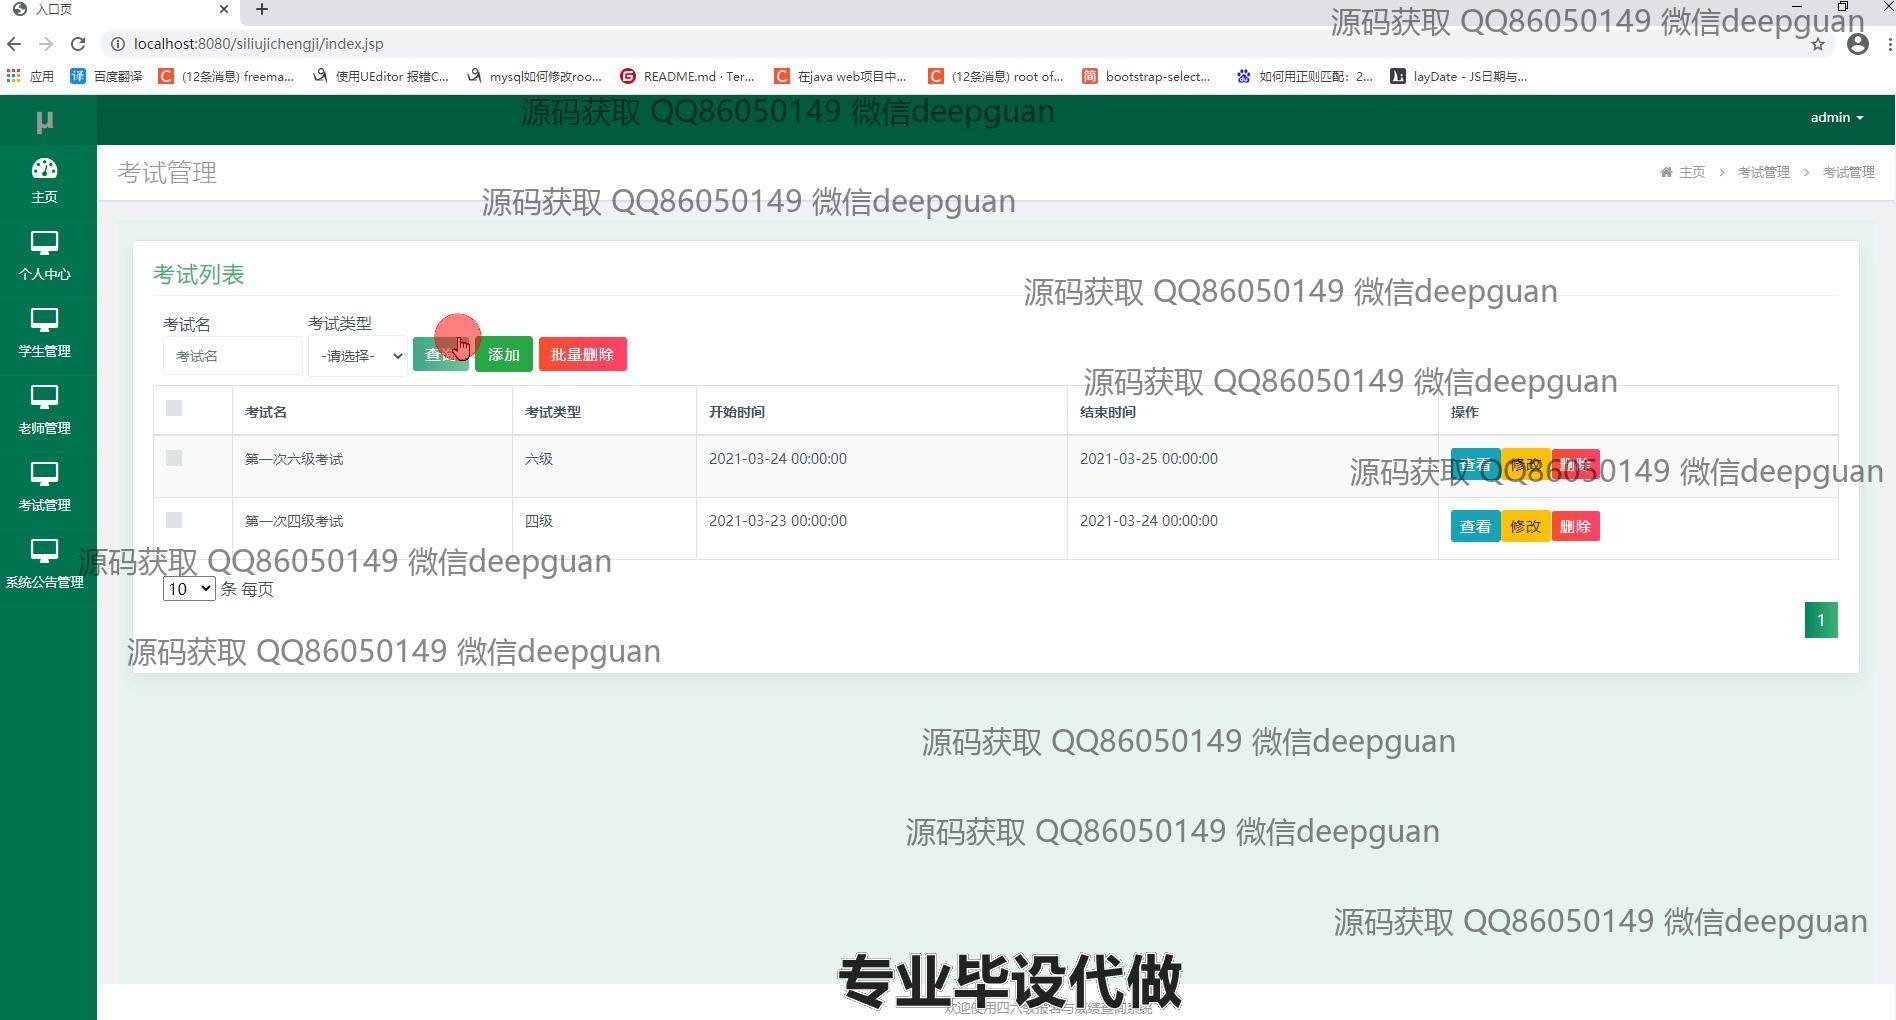 入口页
源码获取 QQ86050149 微信deepguan
localhost:8080/siliujichengji/index.jsp
应用 百度翻译 (12条消息) freema... 使用UEditor 报错C... mysql如何修改roo... README.md · Ter... 在java web项目中... (12条消息) root of... bootstrap-select... 如何用正则匹配：2... layDate - JS日期与...
μ
源码获取 QQ86050149 微信deepguan
admin
考试管理
主页 > 考试管理 > 考试管理
主页
源码获取 QQ86050149 微信deepguan
个人中心
考试列表
源码获取 QQ86050149 微信deepguan
考试名 考试类型
学生管理
考试名 -请选择- 查询 添加 批量删除
源码获取 QQ86050149 微信deepguan
考试名 考试类型 开始时间 结束时间 操作
老师管理
第一次六级考试 六级 2021-03-24 00:00:00 2021-03-25 00:00:00 查看 修改 删除
源码获取 QQ86050149 微信deepguan
考试管理
第一次四级考试 四级 2021-03-23 00:00:00 2021-03-24 00:00:00 查看 修改 删除
源码获取 QQ86050149 微信deepguan
系统公告管理
10 条 每页
1
源码获取 QQ86050149 微信deepguan
源码获取 QQ86050149 微信deepguan
源码获取 QQ86050149 微信deepguan
源码获取 QQ86050149 微信deepguan
专业毕设代做
欢迎使用四六级报名与成绩查询系统